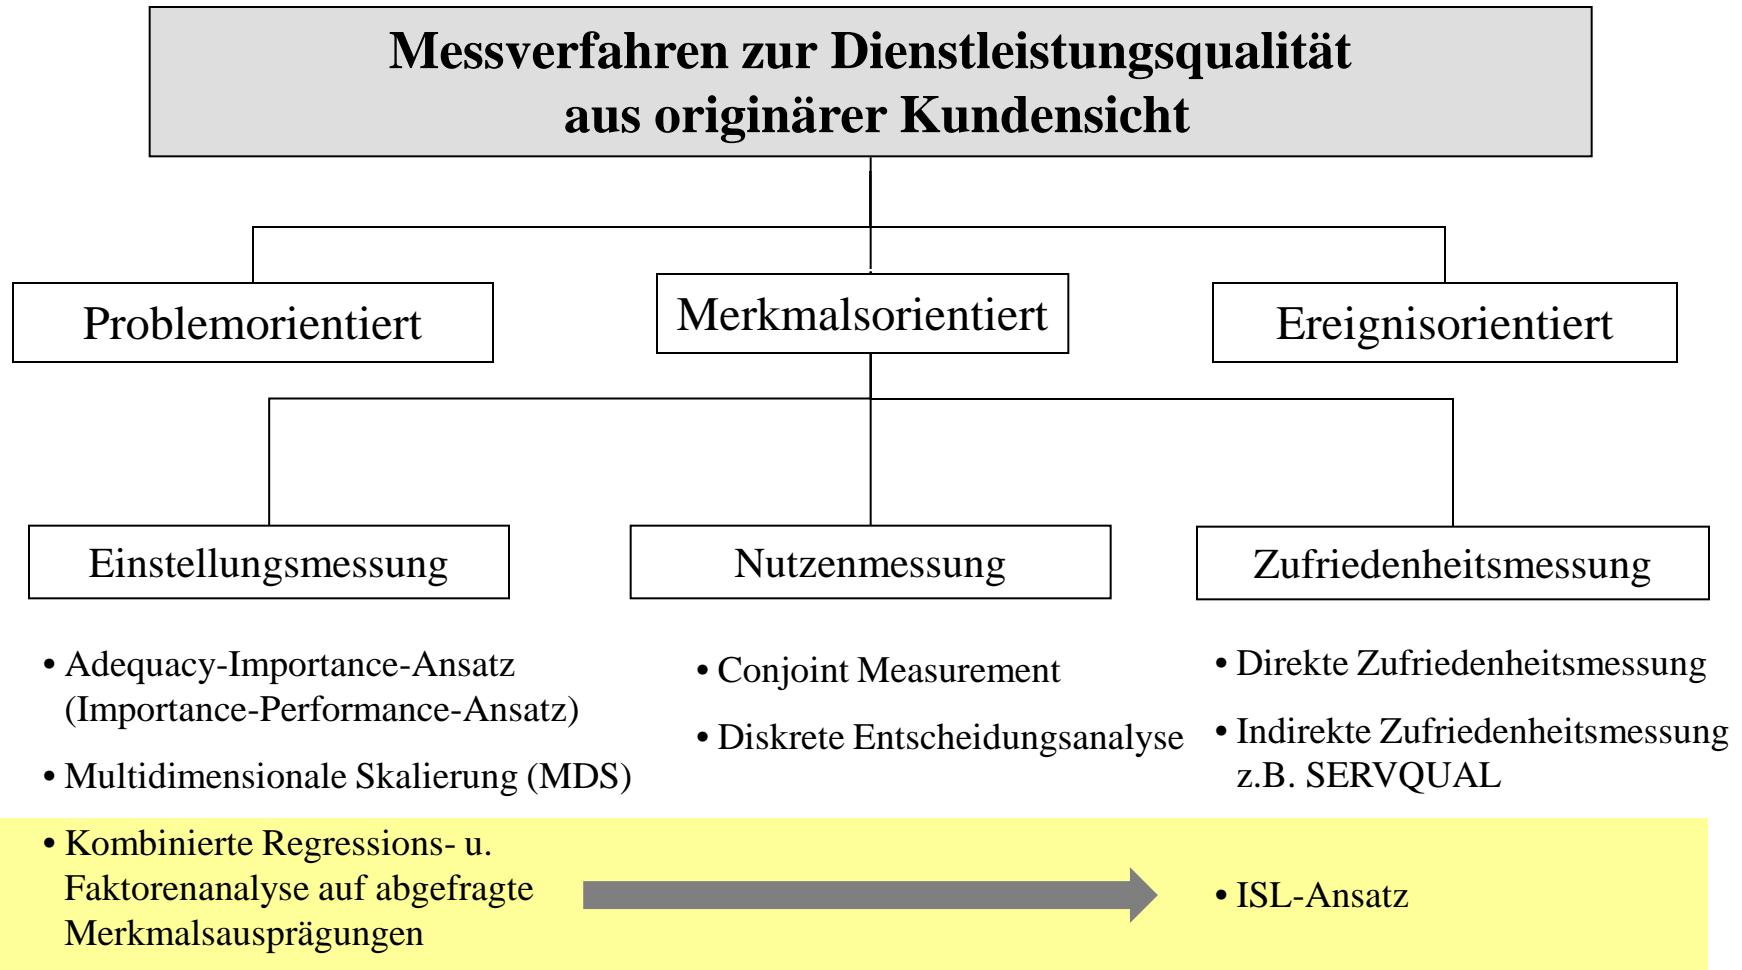 Messverfahren zur Dienstleistungsqualität
aus originärer Kundensicht
Problemorientiert
Merkmalsorientiert
Ereignisorientiert
Einstellungsmessung
Nutzenmessung
Zufriedenheitsmessung
• Adequacy-Importance-Ansatz
(Importance-Performance-Ansatz)
• Multidimensionale Skalierung (MDS)
• Kombinierte Regressions- u.
Faktorenanalyse auf abgefragte
Merkmalsausprägungen
• Conjoint Measurement
• Diskrete Entscheidungsanalyse
• Direkte Zufriedenheitsmessung
• Indirekte Zufriedenheitsmessung
z.B. SERVQUAL
• ISL-Ansatz